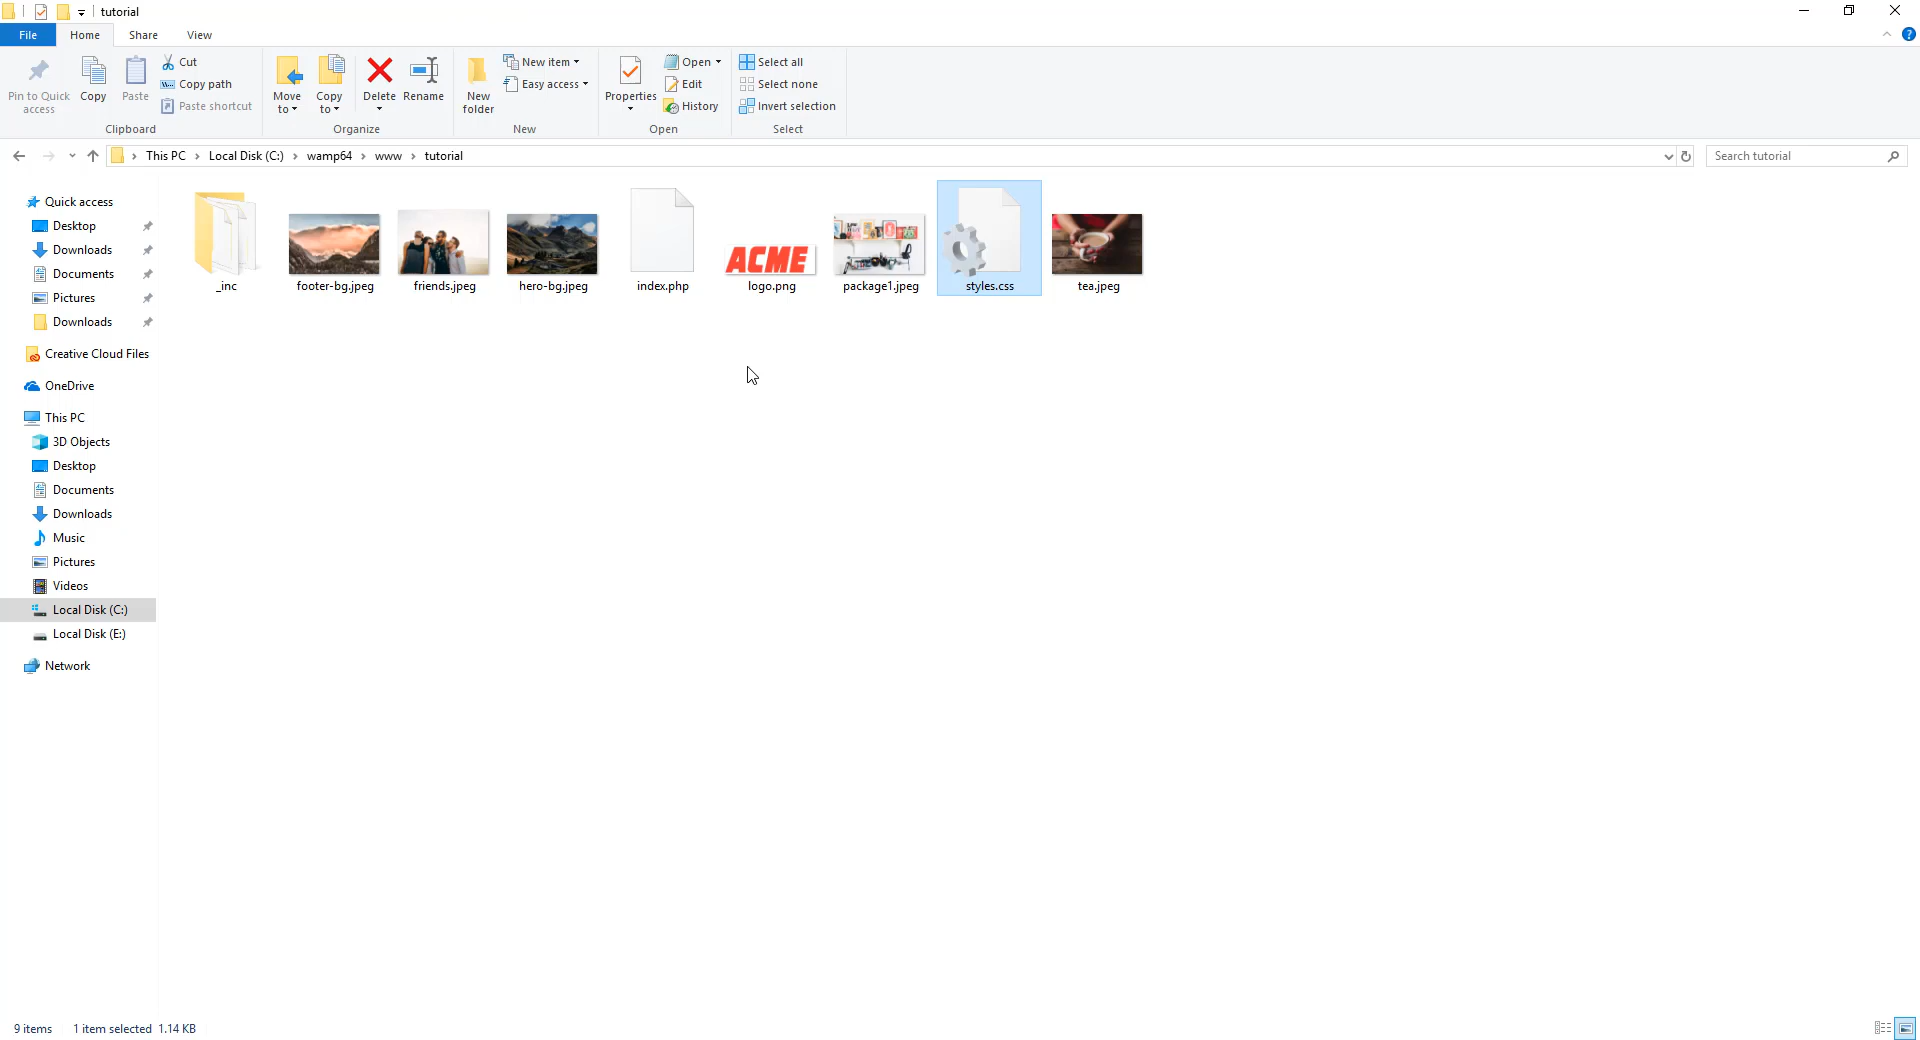 tutorial
File Home Share View
Pin to Quick access
Copy
Paste
Cut
Copy path
Paste shortcut
Clipboard
Move to
Copy to
Delete
Rename
Organize
New folder
New item
Easy access
New
Properties
Open
Edit
History
Open
Select all
Select none
Invert selection
Select
This PC > Local Disk (C:) > wamp64 > www > tutorial
Search tutorial
Quick access
Desktop
Downloads
Documents
Pictures
Downloads
Creative Cloud Files
OneDrive
This PC
3D Objects
Desktop
Documents
Downloads
Music
Pictures
Videos
Local Disk (C:)
Local Disk (E:)
Network
ACME
_inc footer-bg.jpeg friends.jpeg hero-bg.jpeg index.php logo.png package1.jpeg styles.css tea.jpeg
9 items 1 item selected 1.14 KB